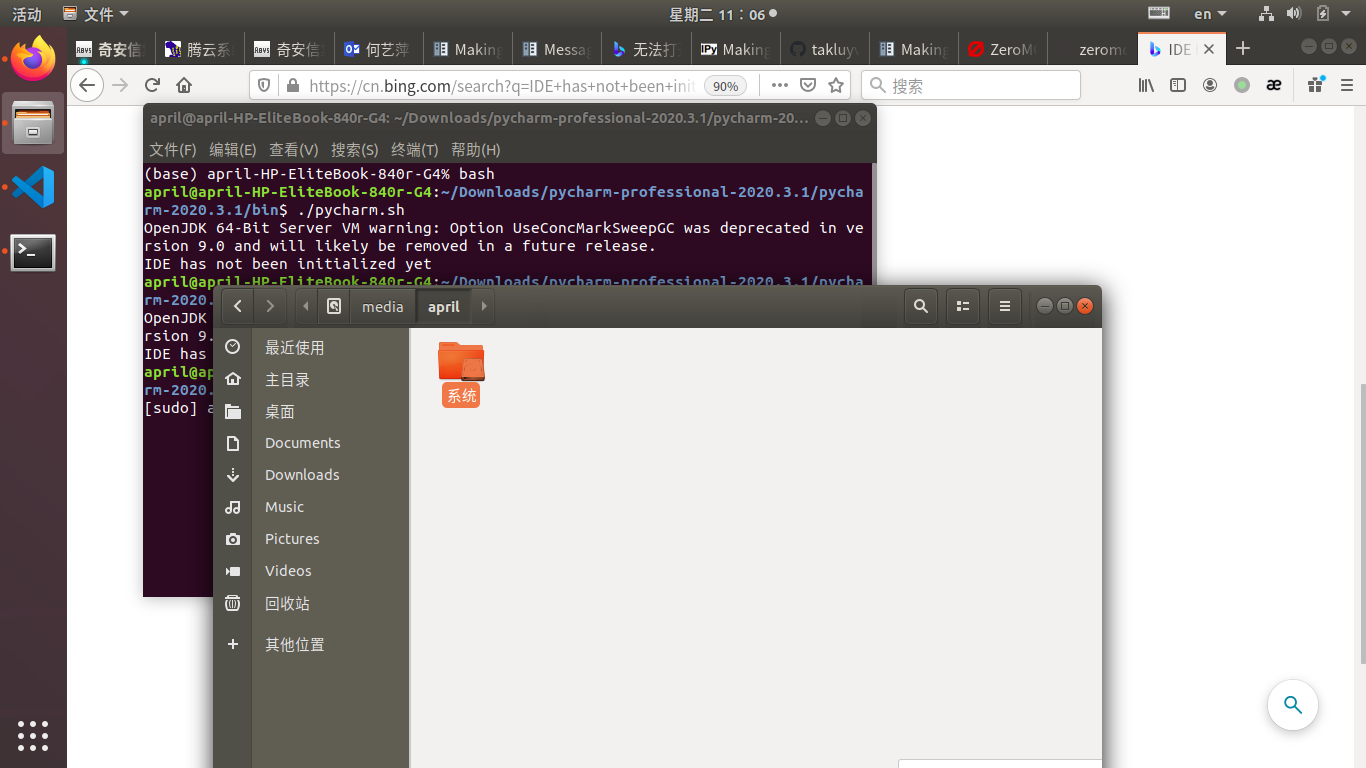 活动
文件
星期二 11：06
en
奇安信
腾云系
奇安信
何艺萍
Making
Messag
无法打
Making
takluyv
Making
ZeroM
zeromq
IDE
https://cn.bing.com/search?q=IDE+has+not+been+init
90%
搜索
april@april-HP-EliteBook-840r-G4: ~/Downloads/pycharm-professional-2020.3.1/pycharm-20...
文件(F) 编辑(E) 查看(V) 搜索(S) 终端(T) 帮助(H)
(base) april-HP-EliteBook-840r-G4% bash
april@april-HP-EliteBook-840r-G4:~/Downloads/pycharm-professional-2020.3.1/pycha
rm-2020.3.1/bin$ ./pycharm.sh
OpenJDK 64-Bit Server VM warning: Option UseConcMarkSweepGC was deprecated in ve
rsion 9.0 and will likely be removed in a future release.
IDE has not been initialized yet
april@april-HP-EliteBook-840r-G4:~/Downloads/pycharm-professional-2020.3.1/pycha
rm-2020.
OpenJDK
rsion 9.
IDE has
april@ap
rm-2020.
[sudo] a
media
april
最近使用
主目录
桌面
Documents
Downloads
Music
Pictures
Videos
回收站
其他位置
系统